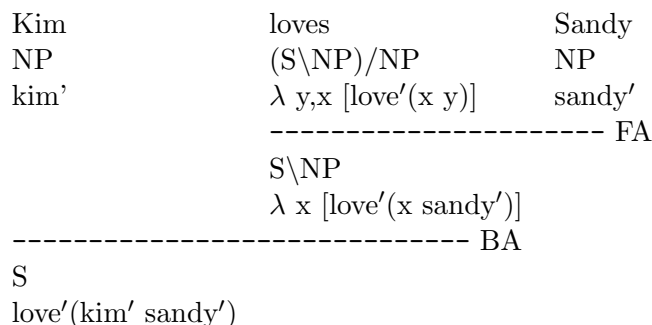 Kim loves Sandy
NP (S\NP)/NP NP
kim’ λ y,x [love′(x y)] sandy′
---------------------- FA
S\NP
λ x [love′(x sandy′)]
------------------------------ BA
S
love′(kim′ sandy′)